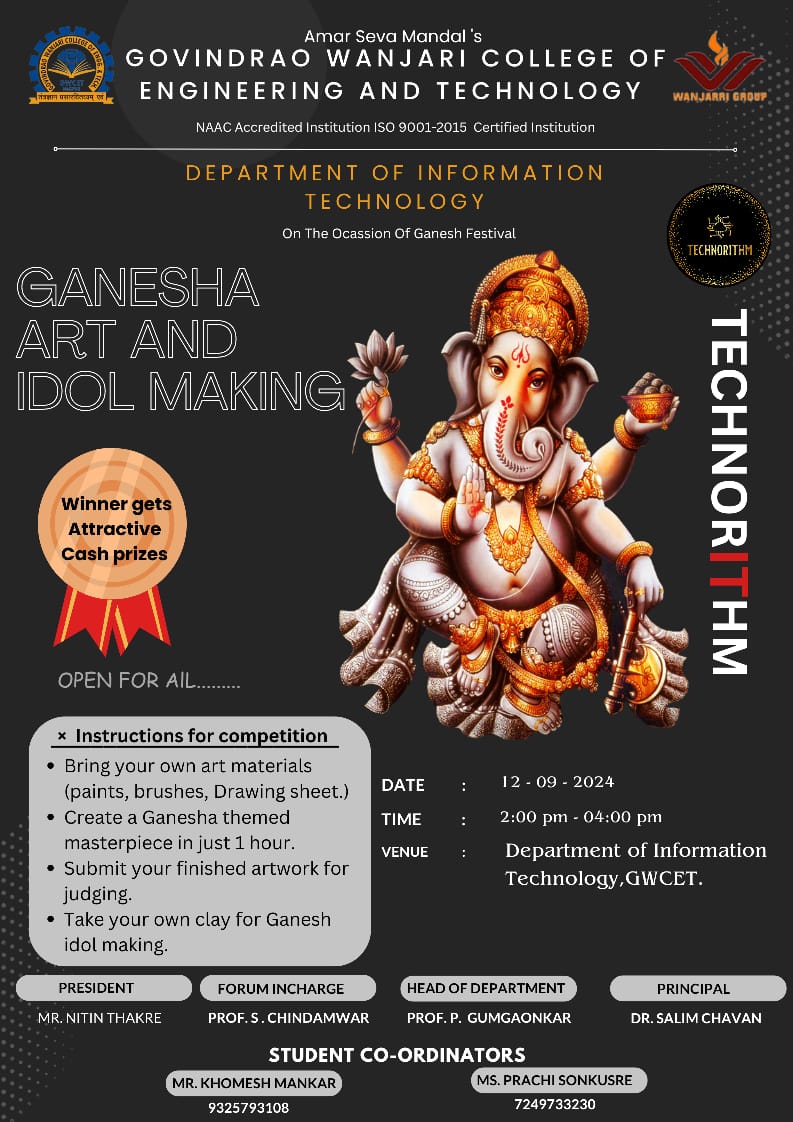 Amar Seva Mandal 's
GOVINDRAO WANJARI COLLEGE OF
ENGINEERING AND TECHNOLOGY
GWCET
WANJARRI GROUP
NAAC Accredited Institution ISO 9001-2015 Certified Institution
DEPARTMENT OF INFORMATION
TECHNOLOGY
On The Ocassion Of Ganesh Festival
TECHNORITHM
GANESHA
ART AND
IDOL MAKING
TECHNORITHM
Winner gets
Attractive
Cash prizes
OPEN FOR AlL.........
× Instructions for competition
• Bring your own art materials
(paints, brushes, Drawing sheet.)
• Create a Ganesha themed
masterpiece in just 1 hour.
• Submit your finished artwork for
judging.
• Take your own clay for Ganesh
idol making.
DATE : 12 - 09 - 2024
TIME : 2:00 pm - 04:00 pm
VENUE : Department of Information
Technology,GWCET.
PRESIDENT FORUM INCHARGE HEAD OF DEPARTMENT PRINCIPAL
MR. NITIN THAKRE PROF. S . CHINDAMWAR PROF. P. GUMGAONKAR DR. SALIM CHAVAN
STUDENT CO-ORDINATORS
MR. KHOMESH MANKAR MS. PRACHI SONKUSRE
9325793108 7249733230